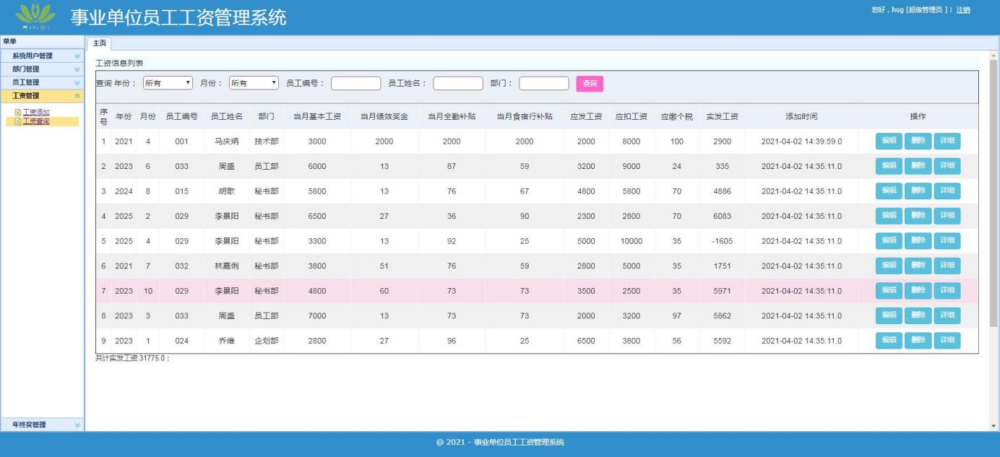 事业单位员工工资管理系统
您好，hsg [超级管理员 ]！ 注销
AINSI
菜单
系统用户管理
部门管理
员工管理
工资管理
工资添加
工资查询
年终奖管理
主页
工资信息列表
查询 年份： 所有 月份： 所有 员工编号： 员工姓名： 部门： 查询
序号 年份 月份 员工编号 员工姓名 部门 当月基本工资 当月绩效奖金 当月全勤补贴 当月食宿行补贴 应发工资 应扣工资 应缴个税 实发工资 添加时间 操作
1 2021 4 001 马庆炳 技术部 3000 2000 2000 2000 2000 8000 100 2900 2021-04-02 14:39:59.0 编辑 删除 详细
2 2023 6 033 周盛 员工部 6000 13 87 59 3200 9000 24 335 2021-04-02 14:35:11.0 编辑 删除 详细
3 2024 8 015 胡歌 秘书部 5800 13 76 67 4800 5800 70 4886 2021-04-02 14:35:11.0 编辑 删除 详细
4 2025 2 029 李景阳 秘书部 6500 27 36 90 2300 2800 70 6083 2021-04-02 14:35:11.0 编辑 删除 详细
5 2025 4 029 李景阳 秘书部 3300 13 92 25 5000 10000 35 -1605 2021-04-02 14:35:11.0 编辑 删除 详细
6 2021 7 032 林嘉俐 秘书部 3800 51 76 59 2800 5000 35 1751 2021-04-02 14:35:11.0 编辑 删除 详细
7 2023 10 029 李景阳 秘书部 4800 60 73 73 3500 2500 35 5971 2021-04-02 14:35:11.0 编辑 删除 详细
8 2023 3 033 周盛 员工部 7000 13 73 73 2000 3200 97 5862 2021-04-02 14:35:11.0 编辑 删除 详细
9 2023 1 024 乔维 企划部 2800 27 96 25 6500 3800 56 5592 2021-04-02 14:35:11.0 编辑 删除 详细
共计实发工资:31775.0；
@ 2021 - 事业单位员工工资管理系统